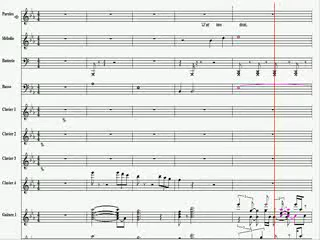 Paroles
Mélodie
Batterie
Basse
Clavier 1
Clavier 2
Clavier 3
Clavier 4
Guitare 1